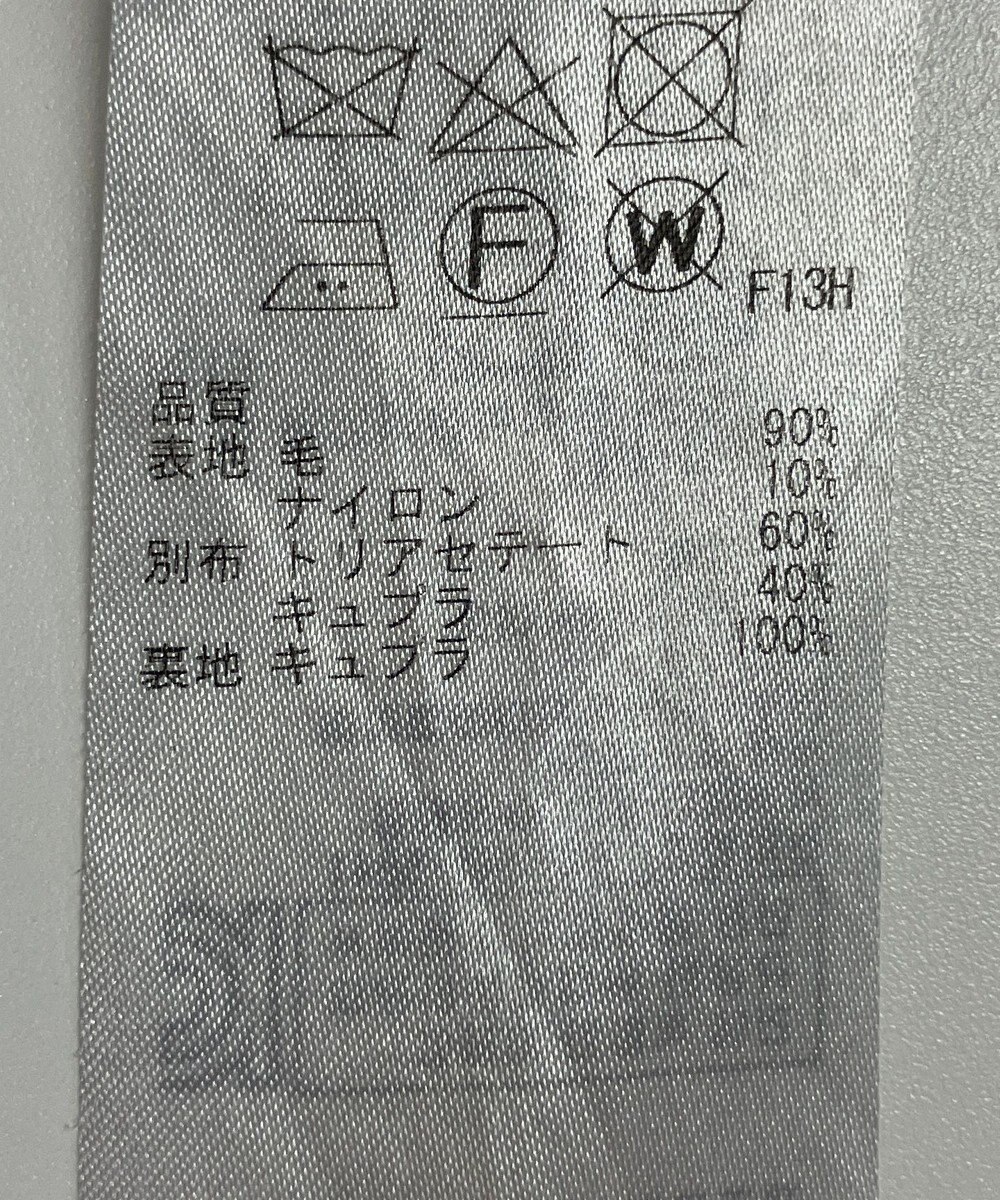 F W F13H
品質
表地 毛 90%
ナイロン 10%
別布 トリアセテート 60%
キュプラ 40%
裏地 キュプラ 100%